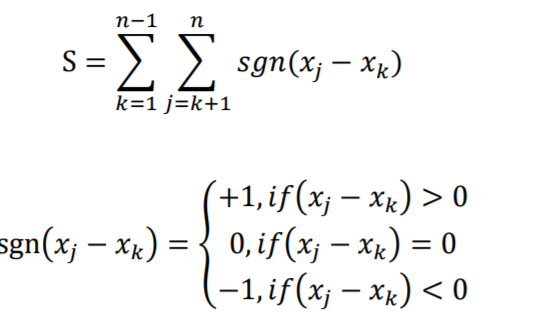 n−1 n
S = ∑ ∑ sgn(x_j − x_k)
k=1 j=k+1
sgn(x_j − x_k) = { +1, if (x_j − x_k) > 0
0, if (x_j − x_k) = 0
−1, if (x_j − x_k) < 0